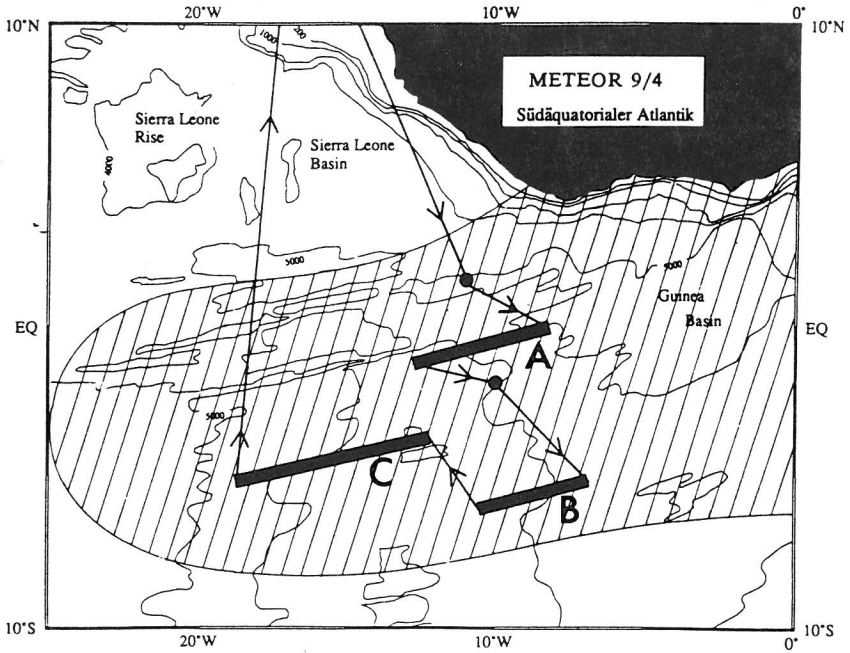 20°W 10°W 0°
10°N 10°N
200
1000
METEOR 9/4
Südäquatorialer Atlantik
Sierra Leone
Rise
Sierra Leone
Basin
4000
5000
5000
Guinea
Basin
EQ EQ
A
5000
C
B
10°S 10°S
20°W 10°W 0°